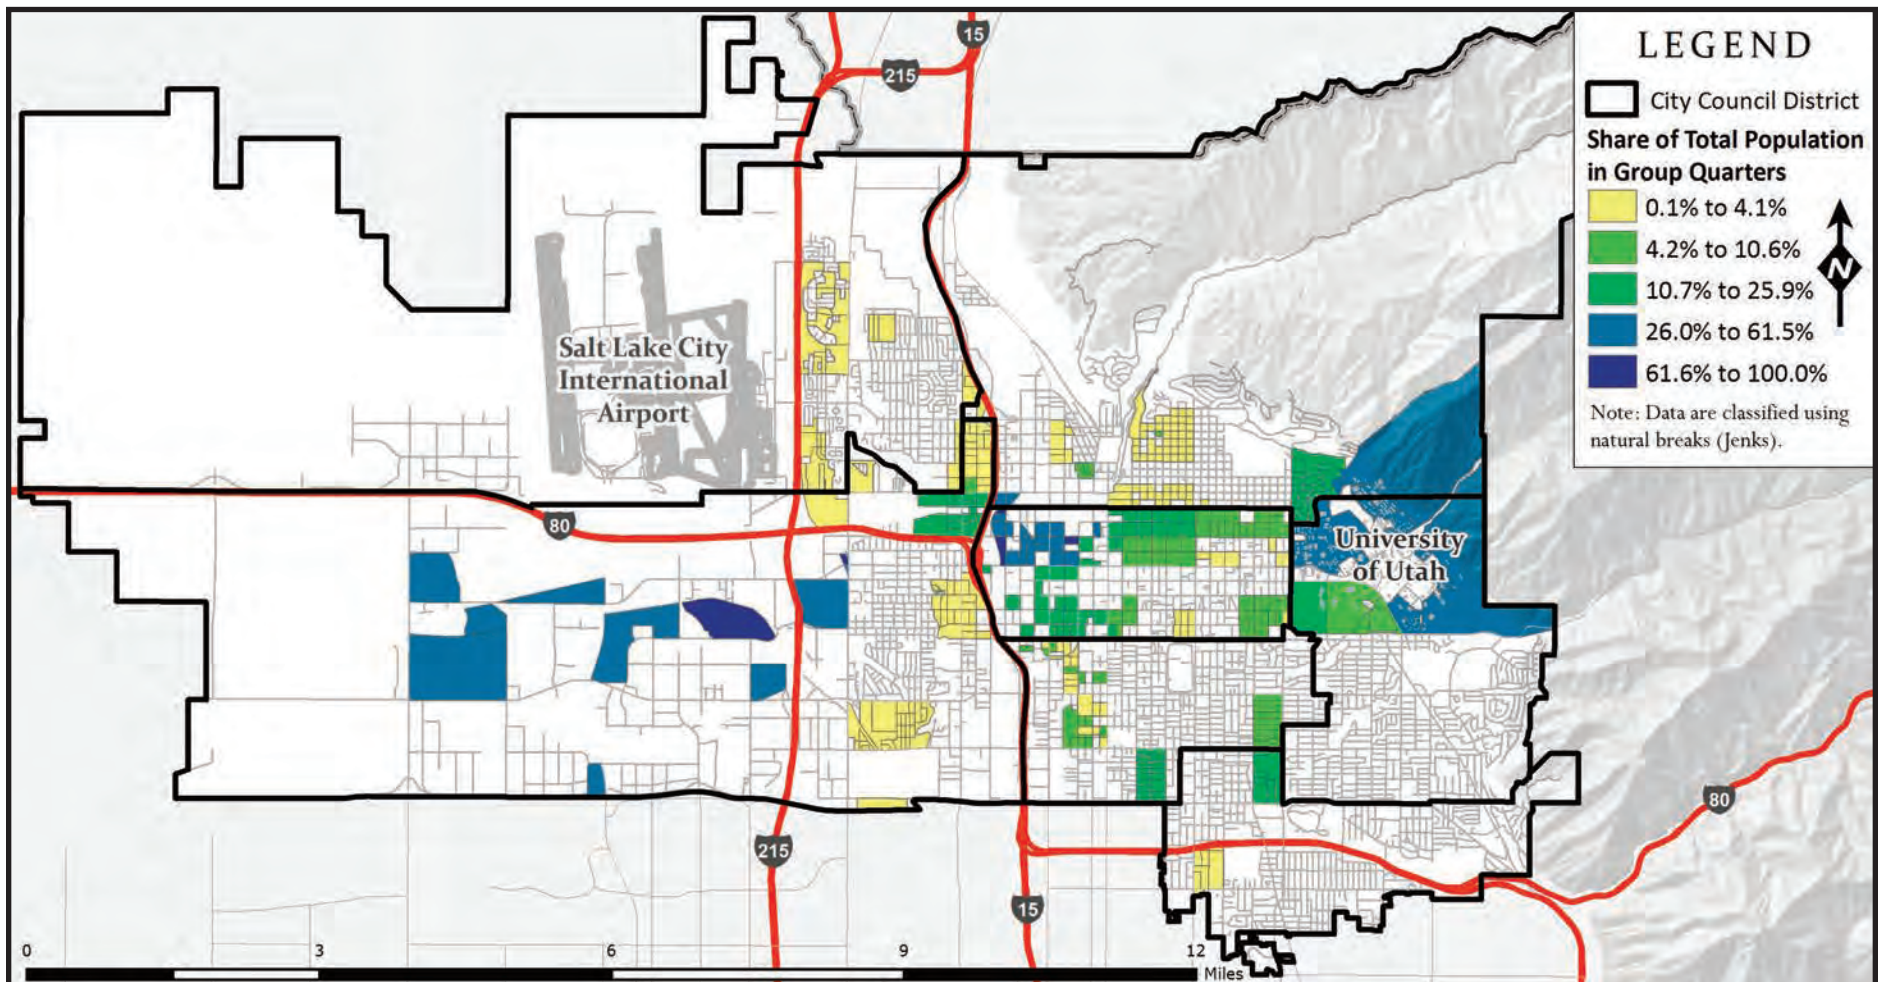 LEGEND
City Council District
Share of Total Population
in Group Quarters
0.1% to 4.1%
4.2% to 10.6%
10.7% to 25.9%
26.0% to 61.5%
61.6% to 100.0%
Note: Data are classified using
natural breaks (Jenks).
N
15
215
Salt Lake City
International
Airport
80
University
of Utah
80
215
15
0 3 6 9 12
Miles